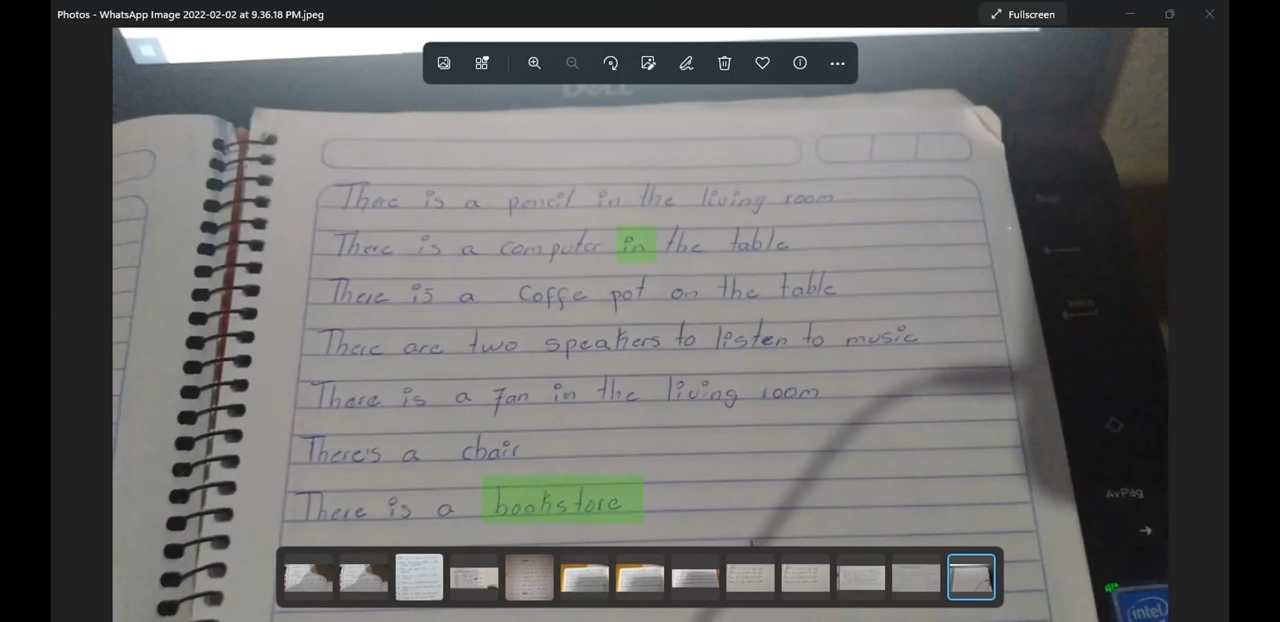 Photos - WhatsApp Image 2022-02-02 at 9.36.18 PM.jpeg
Fullscreen
DELL
There is a pencil in the living room
There is a computer in the table
There is a Coffe pot on the table
There are two speakers to listen to music
There is a fan in the living room
There's a chair
There is a bookstore
AvPág
intel